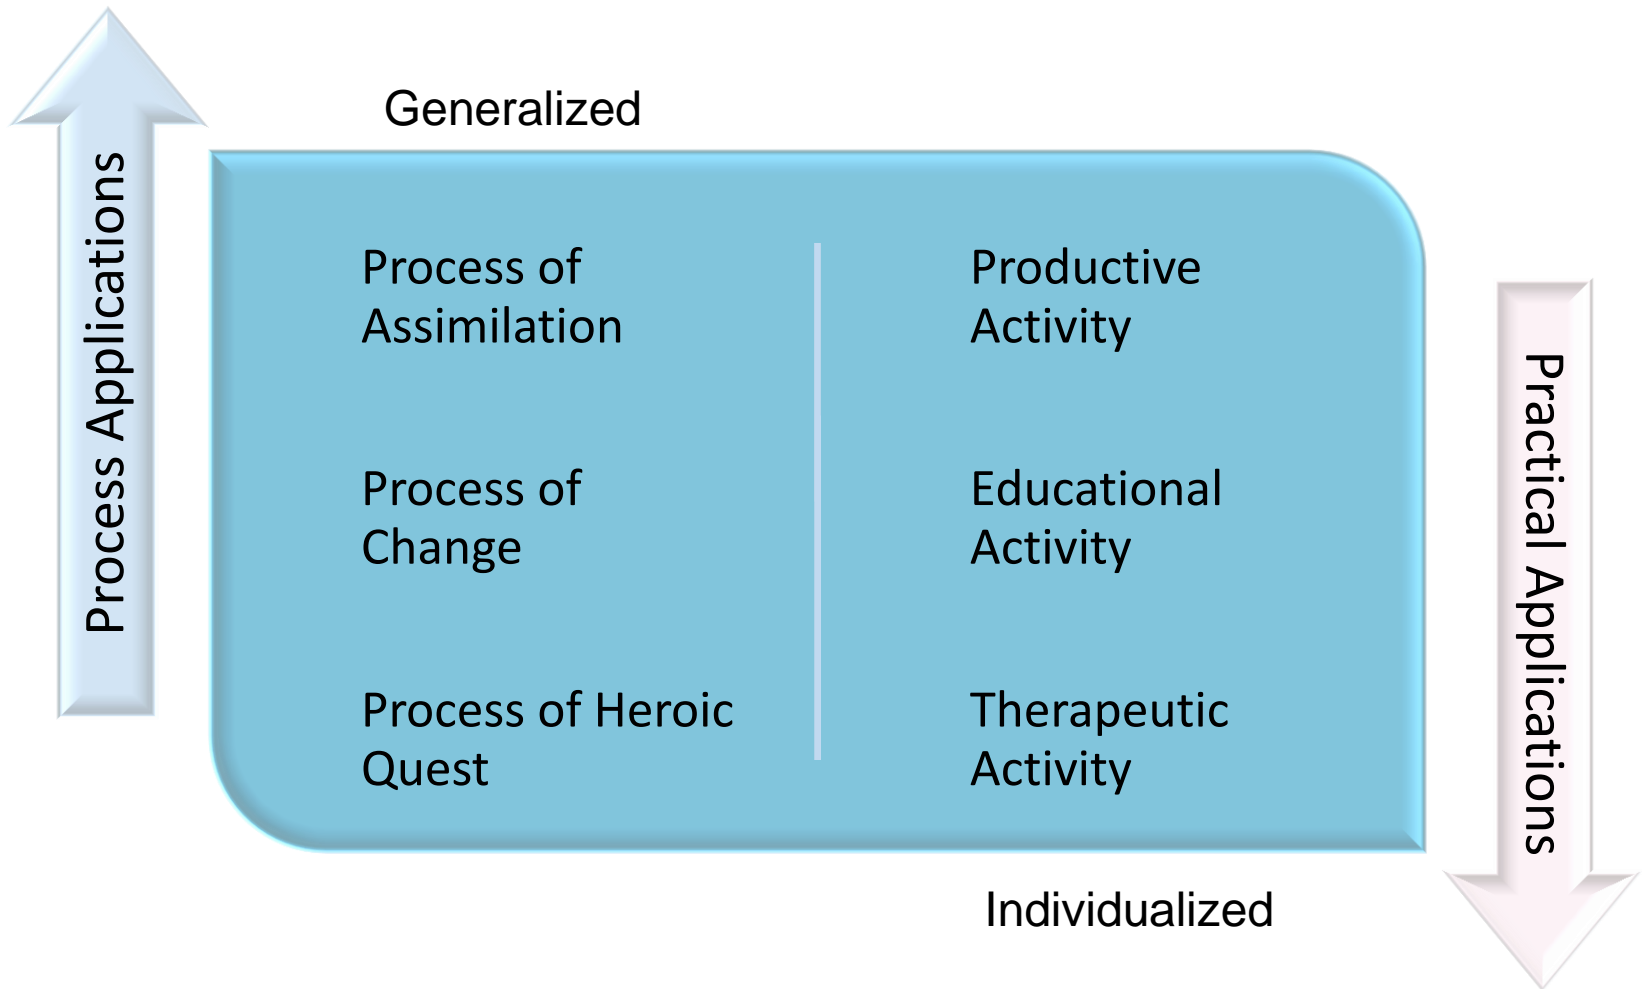 Generalized
Process Applications
Process of
Assimilation
Process of
Change
Process of Heroic
Quest
Productive
Activity
Educational
Activity
Therapeutic
Activity
Practical Applications
Individualized